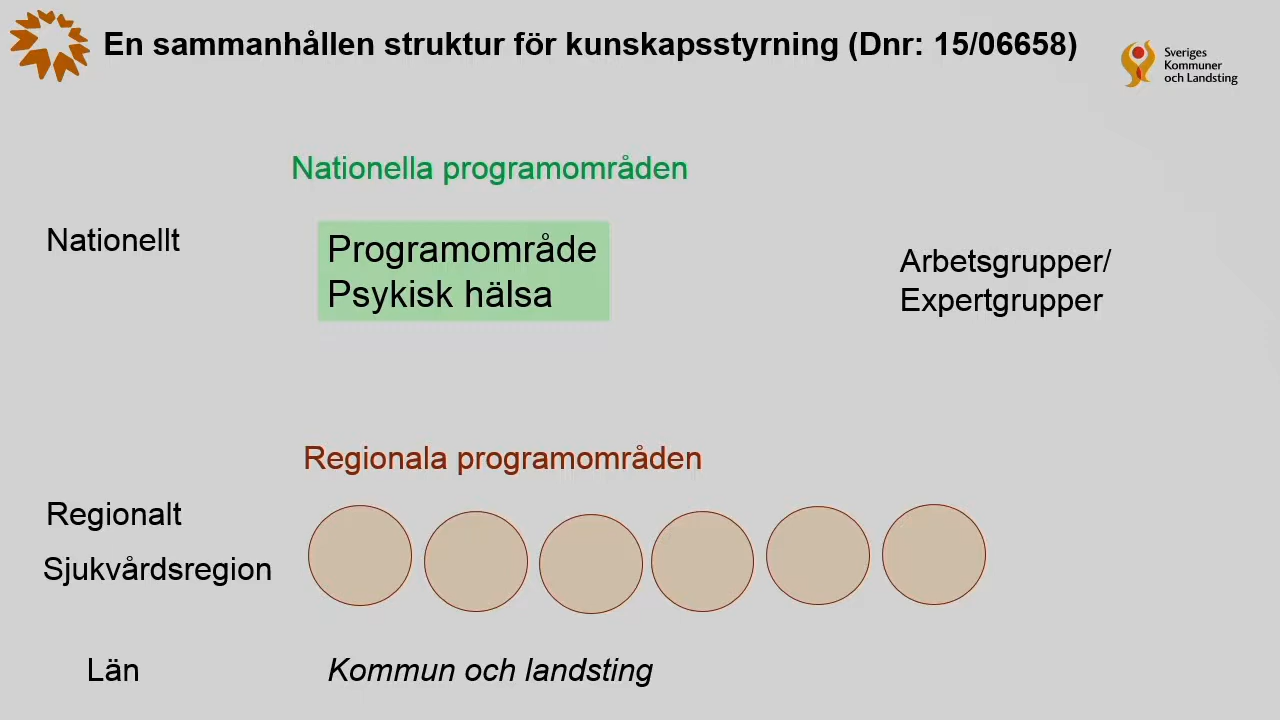 En sammanhållen struktur för kunskapsstyrning (Dnr: 15/06658)
Sveriges
Kommuner
och Landsting
Nationella programområden
Nationellt
Programområde
Psykisk hälsa
Arbetsgrupper/
Expertgrupper
Regionala programområden
Regionalt
Sjukvårdsregion
Län
Kommun och landsting